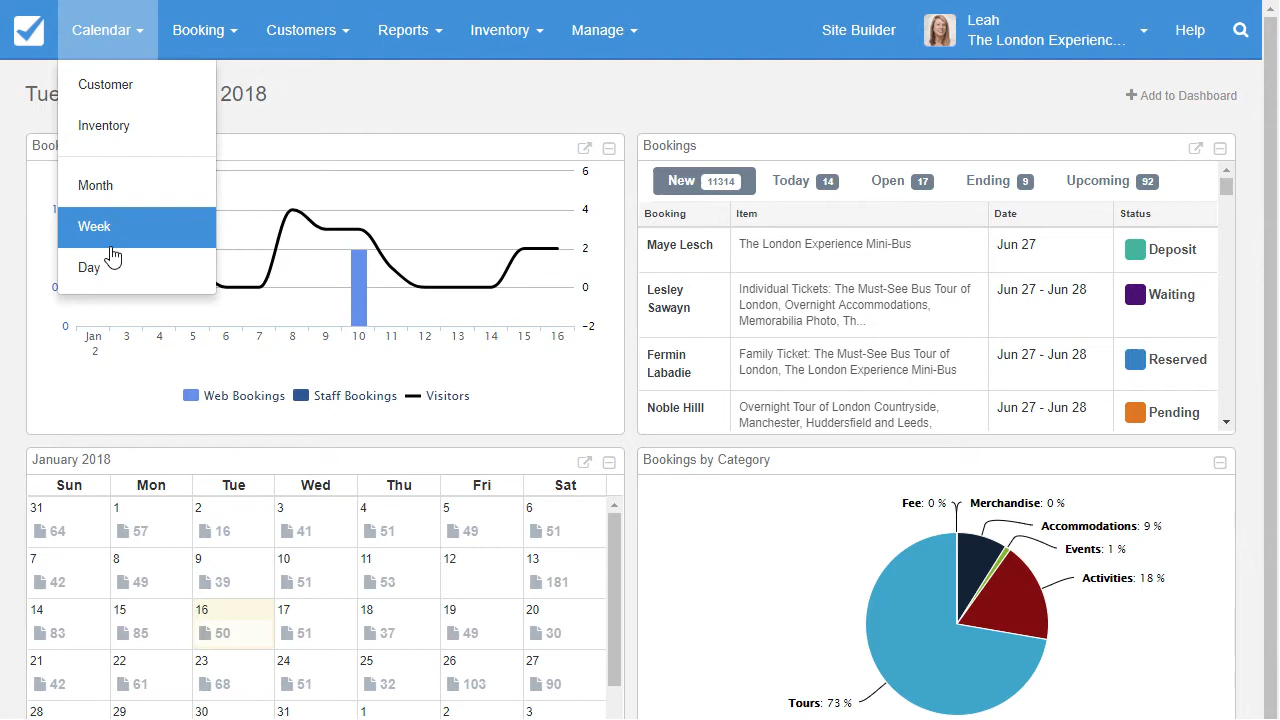 Calendar
Booking
Customers
Reports
Inventory
Manage
Site Builder
Leah
The London Experienc...
Help
Customer
Inventory
Month
Week
Day
Tue
2018
+ Add to Dashboard
6
4
2
0
−2
0
Jan 2 3 4 5 6 7 8 9 10 11 12 13 14 15 16
Web Bookings Staff Bookings Visitors
Bookings
New 11314 Today 14 Open 17 Ending 9 Upcoming 92
Booking Item Date Status
Maye Lesch The London Experience Mini-Bus Jun 27 Deposit
Lesley Sawayn Individual Tickets: The Must-See Bus Tour of Jun 27 - Jun 28 Waiting
London, Overnight Accommodations,
Memorabilia Photo, Th...
Fermin Labadie Family Ticket: The Must-See Bus Tour of Jun 27 - Jun 28 Reserved
London, The London Experience Mini-Bus
Noble Hilll Overnight Tour of London Countryside, Jun 27 - Jun 28 Pending
Manchester, Huddersfield and Leeds,
January 2018
Sun Mon Tue Wed Thu Fri Sat
31 1 2 3 4 5 6
64 57 16 41 51 49 51
7 8 9 10 11 12 13
42 49 39 51 53 181
14 15 16 17 18 19 20
83 85 50 51 37 49 30
21 22 23 24 25 26 27
42 61 68 51 32 103 90
28 29 30 31 1 2 3
Bookings by Category
Fee: 0 % Merchandise: 0 %
Accommodations: 9 %
Events: 1 %
Activities: 18 %
Tours: 73 %